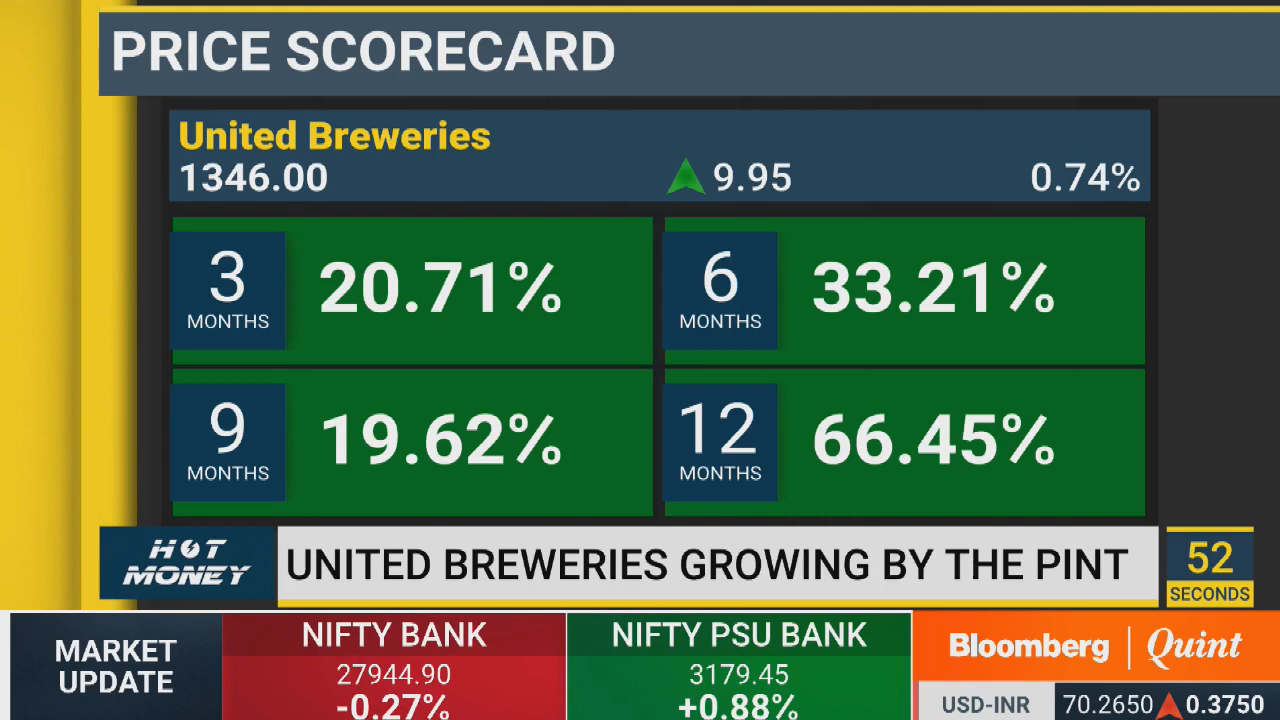 PRICE SCORECARD
United Breweries
1346.00 9.95 0.74%
3 MONTHS 20.71%
6 MONTHS 33.21%
9 MONTHS 19.62%
12 MONTHS 66.45%
HOT MONEY
UNITED BREWERIES GROWING BY THE PINT
52 SECONDS
MARKET UPDATE
NIFTY BANK
27944.90
-0.27%
NIFTY PSU BANK
3179.45
+0.88%
Bloomberg | Quint
USD-INR 70.2650 0.3750